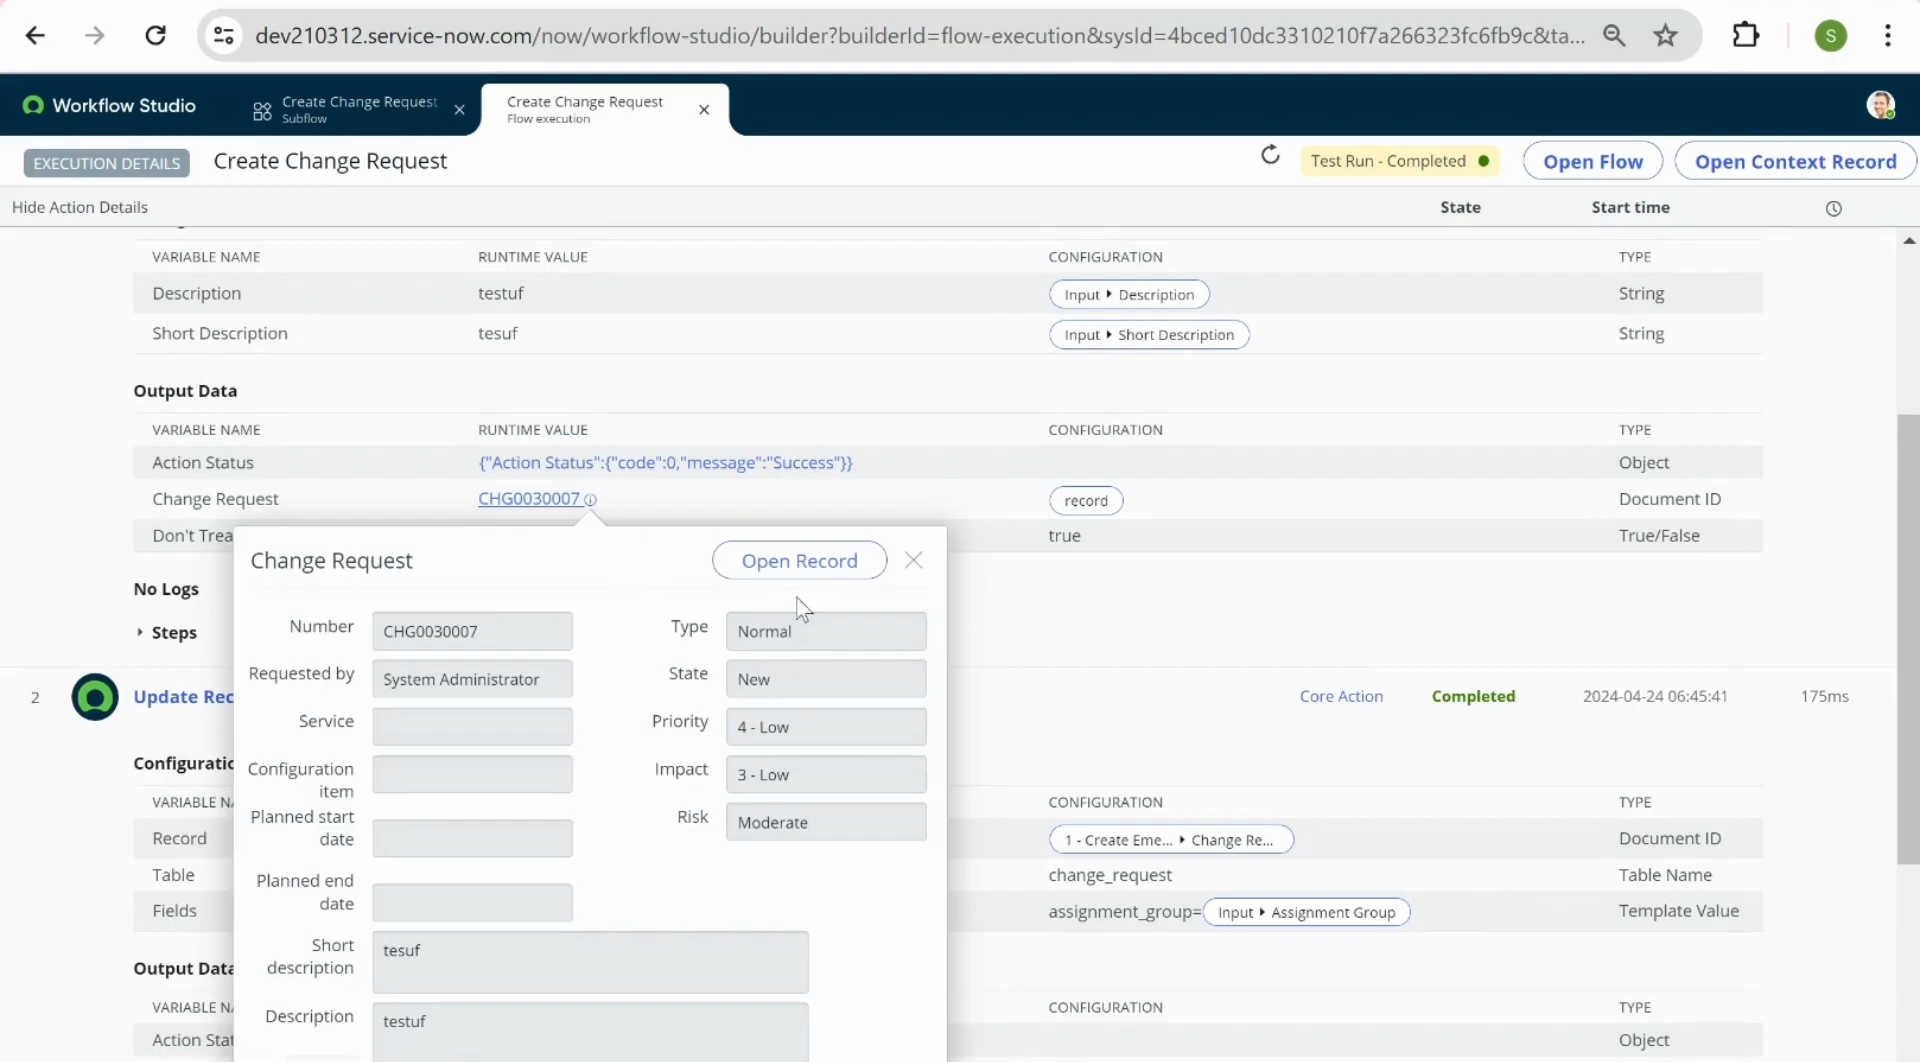 dev210312.service-now.com/now/workflow-studio/builder?builderId=flow-execution&sysId=4bced10dc3310210f7a266323fc6fb9c&ta...
S
Workflow Studio
Create Change Request
Subflow
Create Change Request
Flow execution
EXECUTION DETAILS
Create Change Request
Test Run - Completed
Open Flow
Open Context Record
Hide Action Details
State
Start time
VARIABLE NAME RUNTIME VALUE CONFIGURATION TYPE
Description testuf Input Description String
Short Description tesuf Input Short Description String
Output Data
VARIABLE NAME RUNTIME VALUE CONFIGURATION TYPE
Action Status {"Action Status":{"code":0,"message":"Success"}} Object
Change Request CHG0030007 record Document ID
Don't Trea true True/False
Change Request
Open Record
No Logs
Steps
Number CHG0030007
Type Normal
Requested by System Administrator
State New
Service
Priority 4 - Low
Configuration
item
Impact 3 - Low
Planned start
date
Risk Moderate
Planned end
date
Short
description
tesuf
Description
testuf
2 Update Rec Core Action Completed 2024-04-24 06:45:41 175ms
Configuratic
VARIABLE N CONFIGURATION TYPE
Record 1 - Create Eme... Change Re... Document ID
Table change_request Table Name
Fields assignment_group= Input Assignment Group Template Value
Output Data
VARIABLE N CONFIGURATION TYPE
Action Stat Object